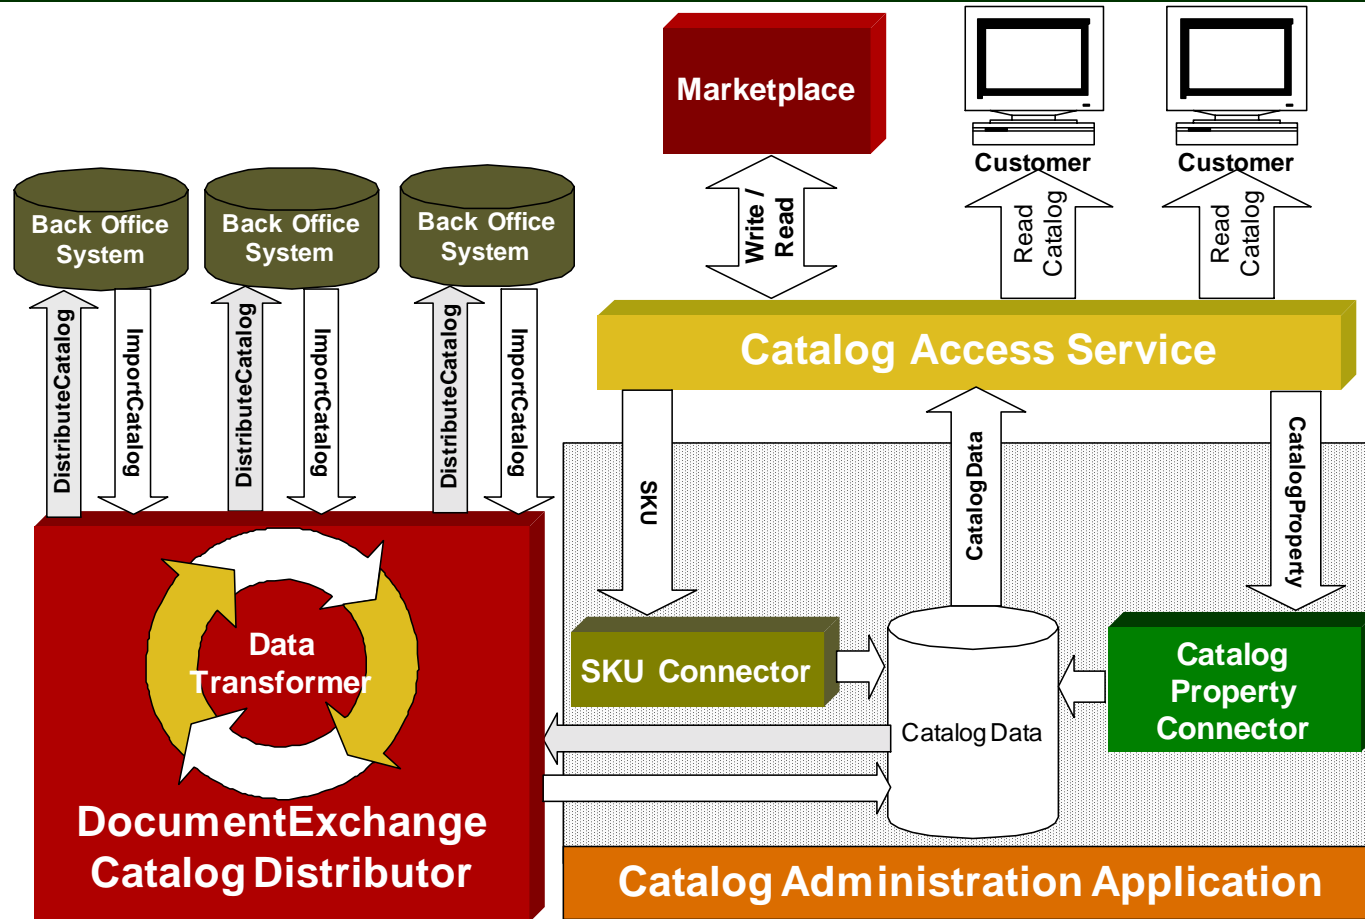 Marketplace
Customer
Customer
Write /
Read
Read
Catalog
Read
Catalog
Back Office
System
Back Office
System
Back Office
System
DistributeCatalog
ImportCatalog
DistributeCatalog
ImportCatalog
DistributeCatalog
ImportCatalog
Catalog Access Service
SKU
CatalogData
CatalogProperty
Data
Transformer
SKU Connector
CatalogData
Catalog
Property
Connector
DocumentExchange
Catalog Distributor
Catalog Administration Application